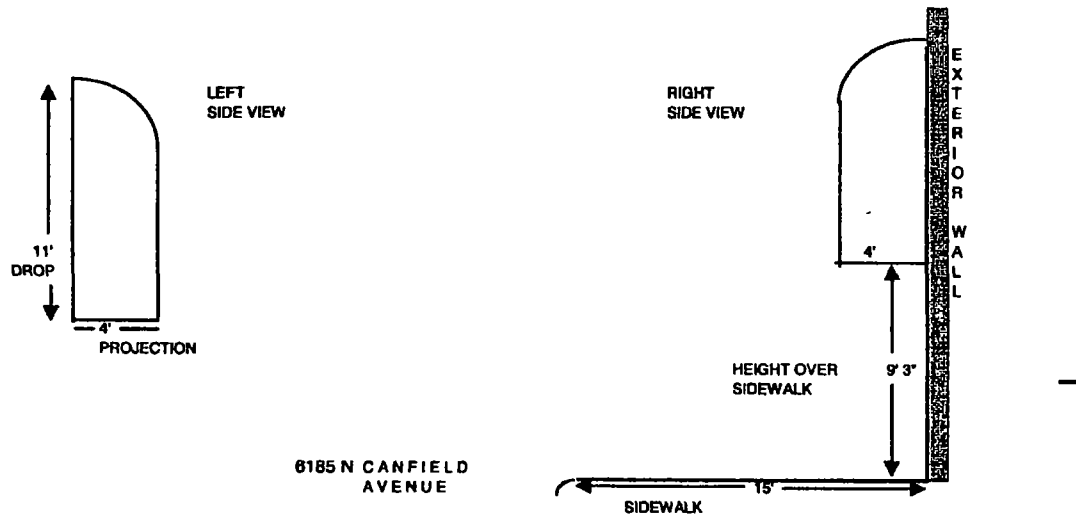 LEFT
SIDE VIEW
11'
DROP
4'
PROJECTION
RIGHT
SIDE VIEW
EXTERIOR WALL
4'
HEIGHT OVER
SIDEWALK
9' 3"
6185 N CANFIELD
AVENUE
15'
SIDEWALK